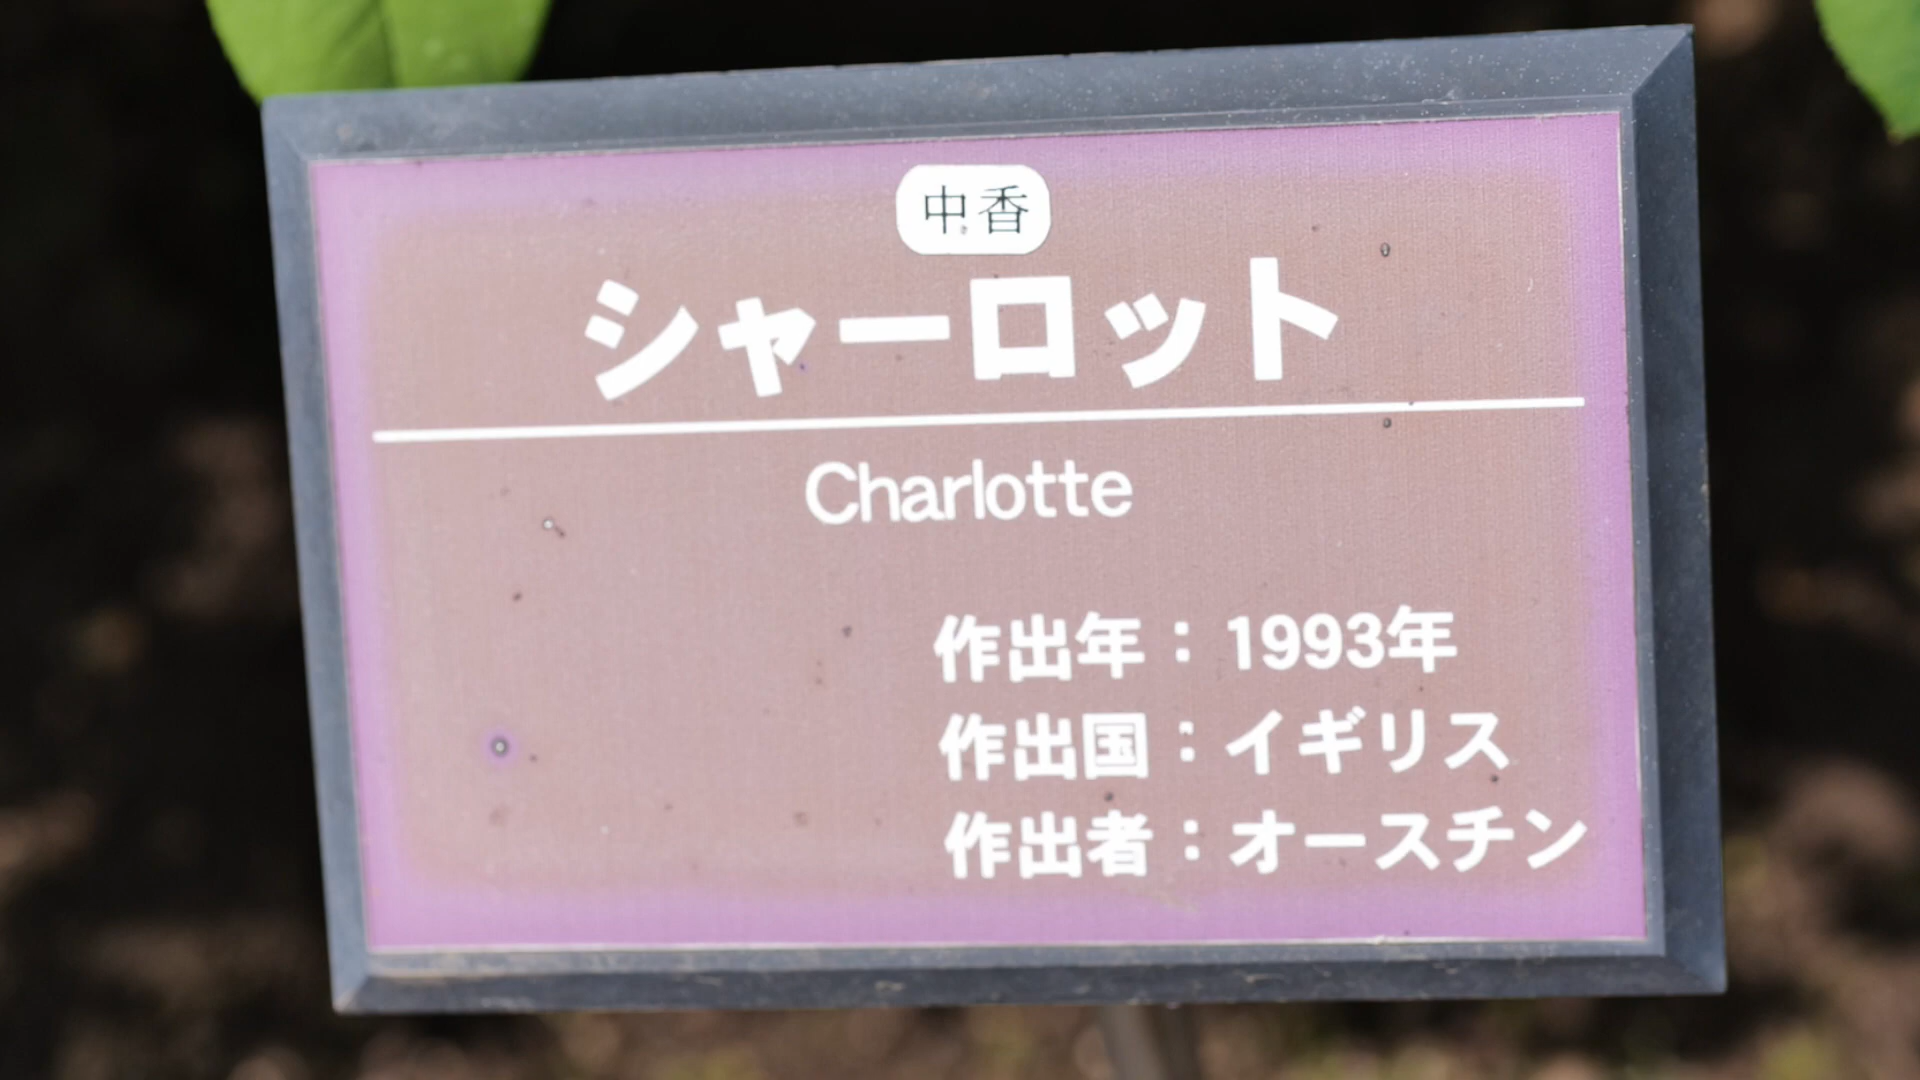 中香
シャーロット
Charlotte
作出年：1993年
作出国：イギリス
作出者：オースチン